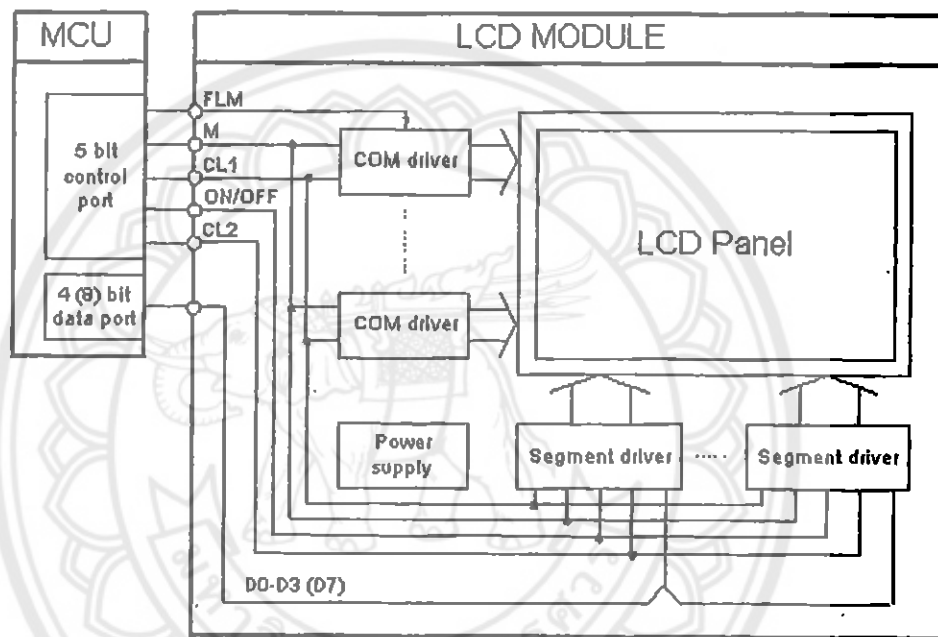 MCU
LCD MODULE
5 bit
control
port
4 (8) bit
data port
FLM
M
CL1
ON/OFF
CL2
COM driver
COM driver
LCD Panel
Power
supply
Segment driver
Segment driver
D0-D3 (D7)